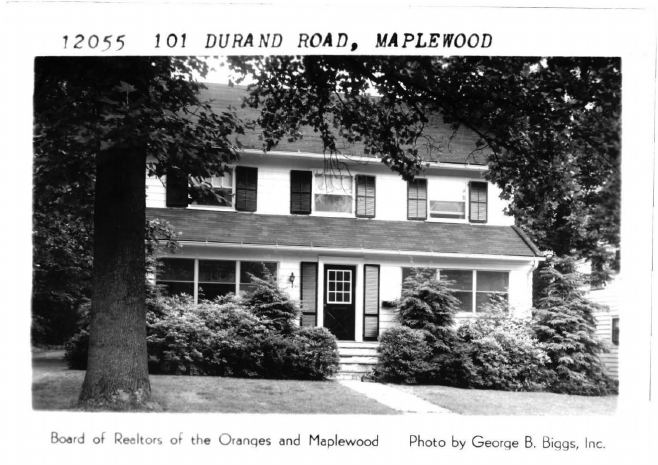 12055 101 DURAND ROAD, MAPLEWOOD
Board of Realtors of the Oranges and Maplewood Photo by George B. Biggs, Inc.